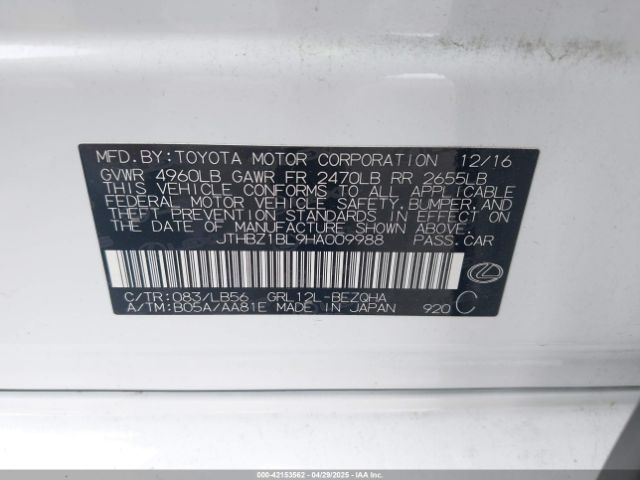 MFD. BY: TOYOTA MOTOR CORPORATION 12/16
GVWR 4960LB GAWR FR 2470LB RR 2655LB
THIS VEHICLE CONFORMS TO ALL APPLICABLE
FEDERAL MOTOR VEHICLE SAFETY, BUMPER, AND
THEFT PREVENTION STANDARDS IN EFFECT ON
THE DATE OF MANUFACTURE SHOWN ABOVE.
JTHBZ1BL9HA009988 PASS. CAR
C/TR: 083/LB56 GRL12L-BEZQHA
A/TM: B05A/AA81E MADE IN JAPAN 920 C
000-42153562 - 04/29/2025 - IAAI.COM